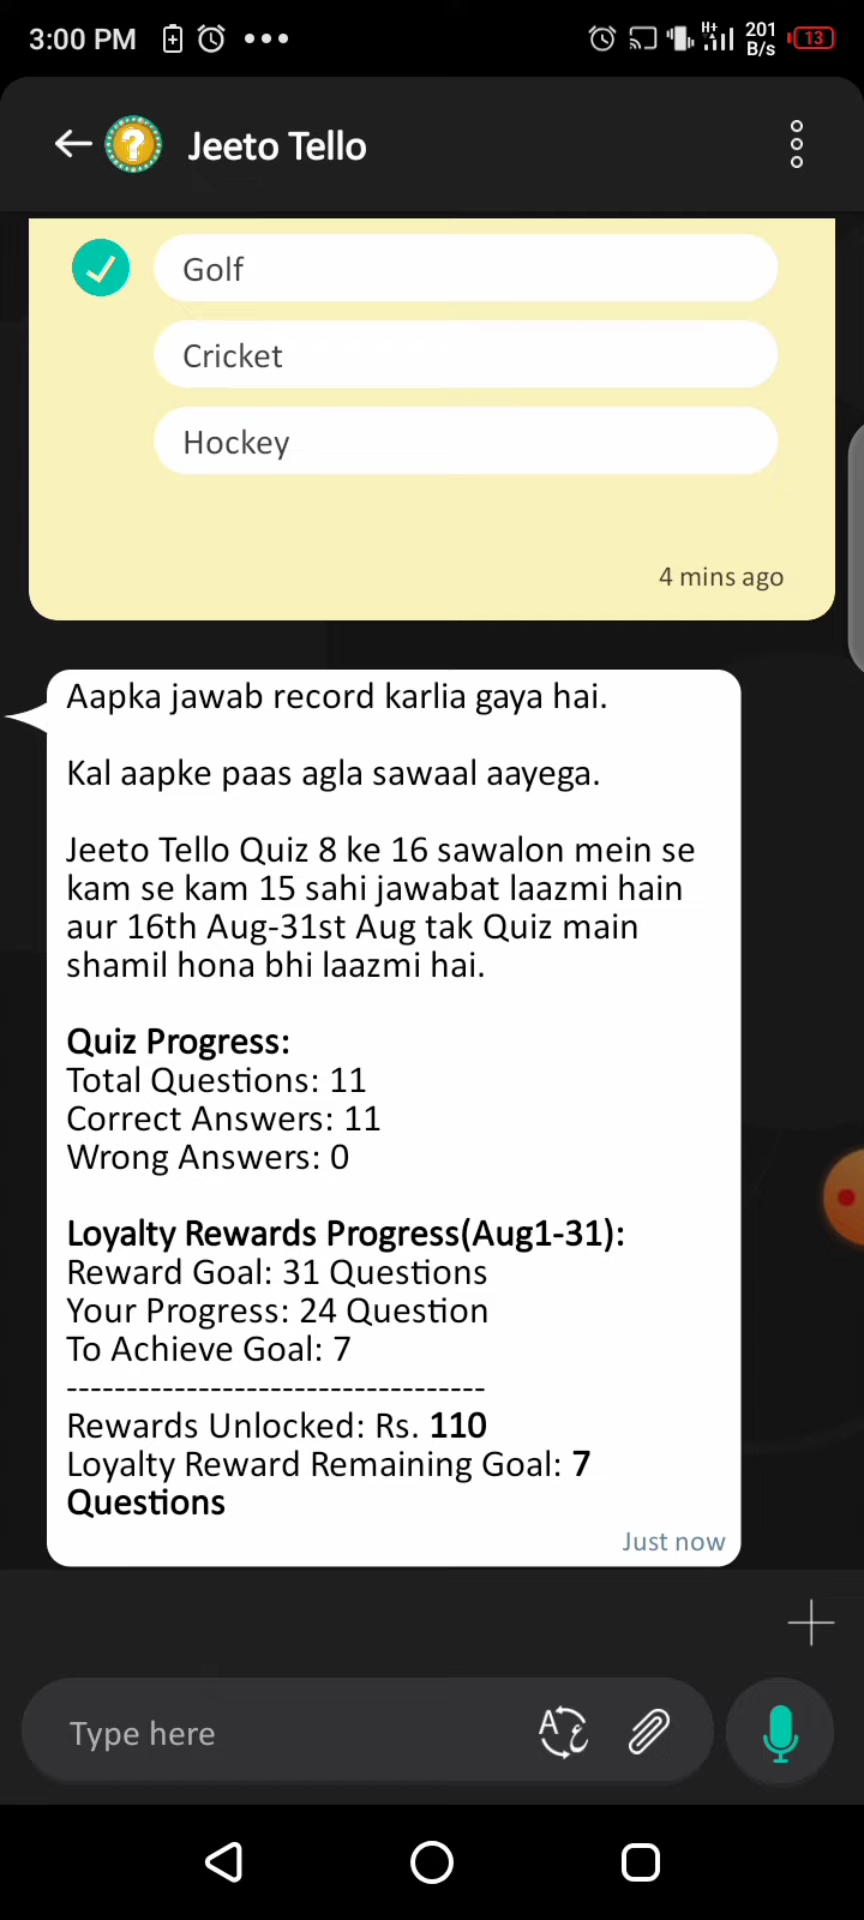 3:00 PM
H+
201
B/s
13
Jeeto Tello
Golf
Cricket
Hockey
4 mins ago
Aapka jawab record karlia gaya hai.
Kal aapke paas agla sawaal aayega.
Jeeto Tello Quiz 8 ke 16 sawalon mein se
kam se kam 15 sahi jawabat laazmi hain
aur 16th Aug-31st Aug tak Quiz main
shamil hona bhi laazmi hai.
Quiz Progress:
Total Questions: 11
Correct Answers: 11
Wrong Answers: 0
Loyalty Rewards Progress(Aug1-31):
Reward Goal: 31 Questions
Your Progress: 24 Question
To Achieve Goal: 7
-----------------------------------
Rewards Unlocked: Rs. 110
Loyalty Reward Remaining Goal: 7
Questions
Just now
Type here
A ع